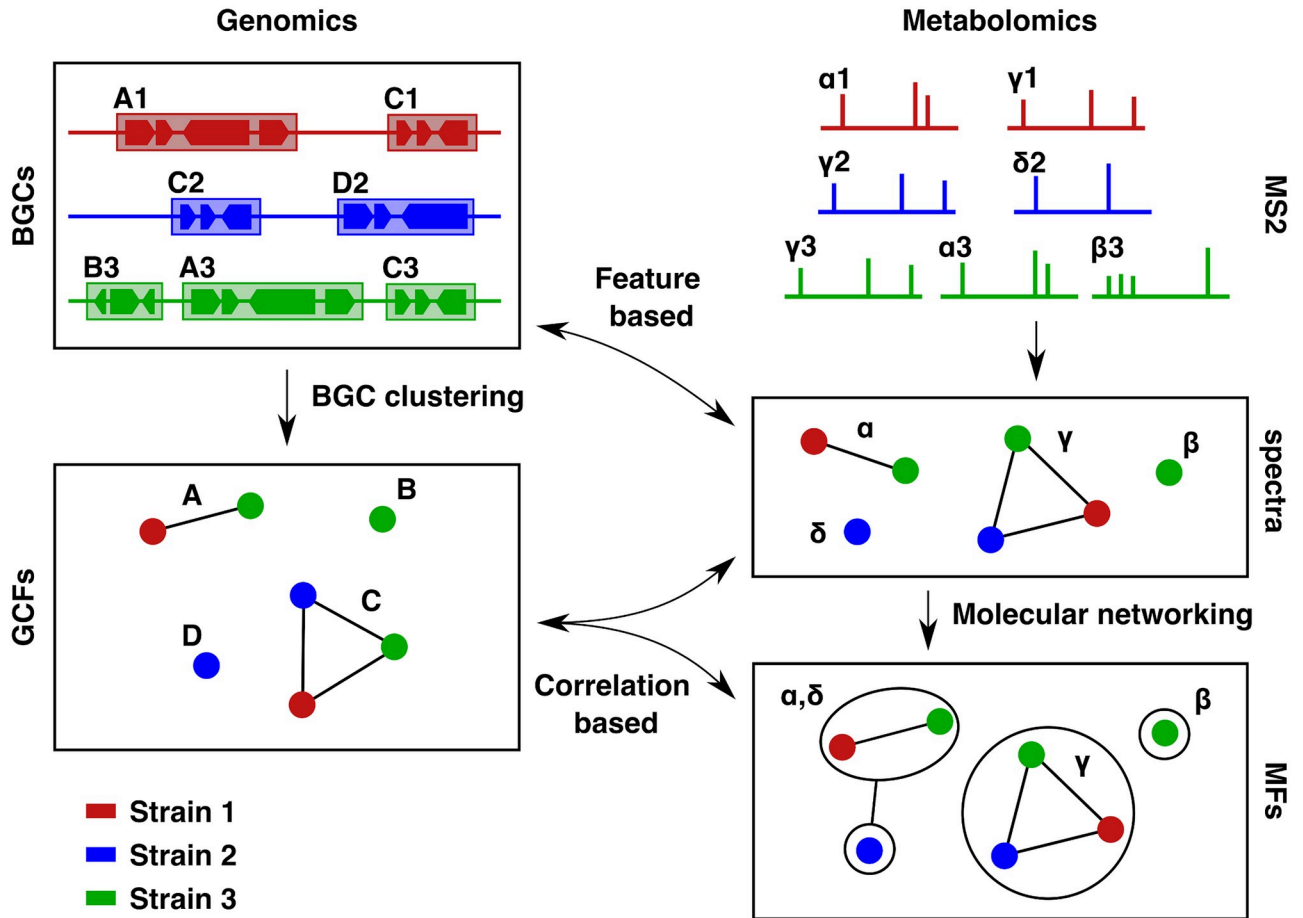 Genomics
Metabolomics
BGCs
A1
C1
C2
D2
B3
A3
C3
α1
γ1
γ2
δ2
γ3
α3
β3
MS2
Feature
based
BGC clustering
GCFs
A
B
C
D
α
γ
β
δ
spectra
Molecular networking
Correlation
based
α,δ
γ
β
MFs
Strain 1
Strain 2
Strain 3